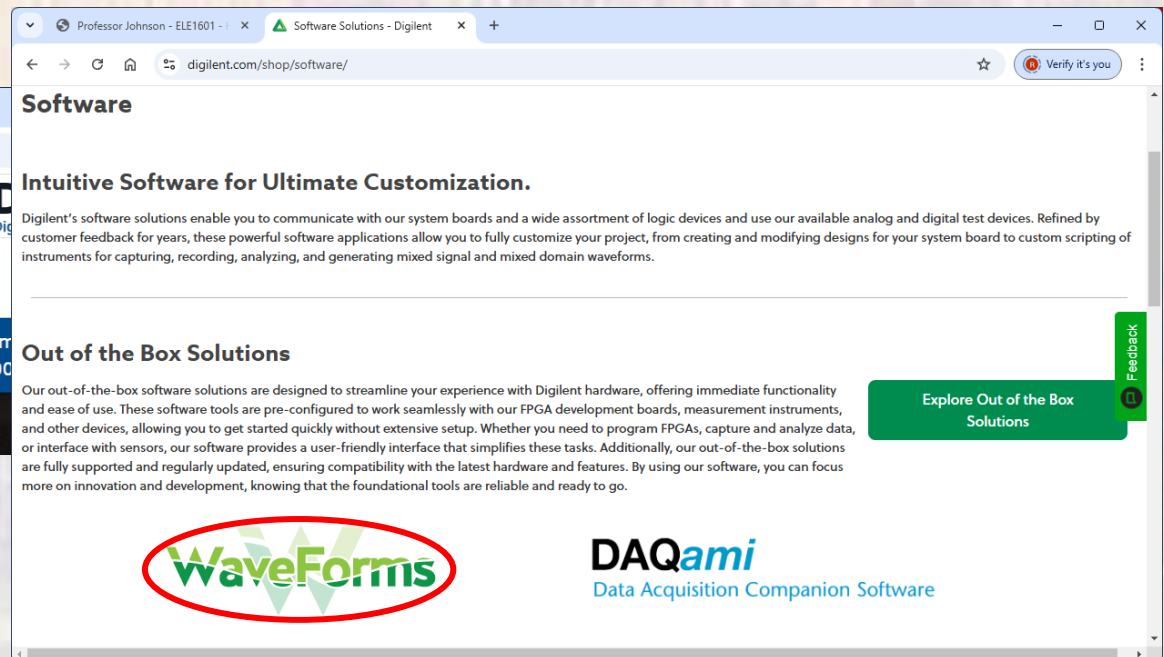 Professor Johnson - ELE1601 -
Software Solutions - Digilent
digilent.com/shop/software/
Verify it's you
Software
Intuitive Software for Ultimate Customization.
Digilent's software solutions enable you to communicate with our system boards and a wide assortment of logic devices and use our available analog and digital test devices. Refined by
customer feedback for years, these powerful software applications allow you to fully customize your project, from creating and modifying designs for your system board to custom scripting of
instruments for capturing, recording, analyzing, and generating mixed signal and mixed domain waveforms.
Feedback
Out of the Box Solutions
Our out-of-the-box software solutions are designed to streamline your experience with Digilent hardware, offering immediate functionality
and ease of use. These software tools are pre-configured to work seamlessly with our FPGA development boards, measurement instruments,
and other devices, allowing you to get started quickly without extensive setup. Whether you need to program FPGAs, capture and analyze data,
or interface with sensors, our software provides a user-friendly interface that simplifies these tasks. Additionally, our out-of-the-box solutions
are fully supported and regularly updated, ensuring compatibility with the latest hardware and features. By using our software, you can focus
more on innovation and development, knowing that the foundational tools are reliable and ready to go.
Explore Out of the Box
Solutions
WaveForms
DAQami
Data Acquisition Companion Software